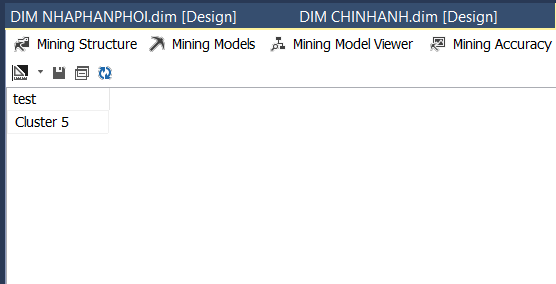 DIM NHAPHANPHOI.dim [Design] DIM CHINHANH.dim [Design]
Mining Structure Mining Models Mining Model Viewer Mining Accuracy
test
Cluster 5